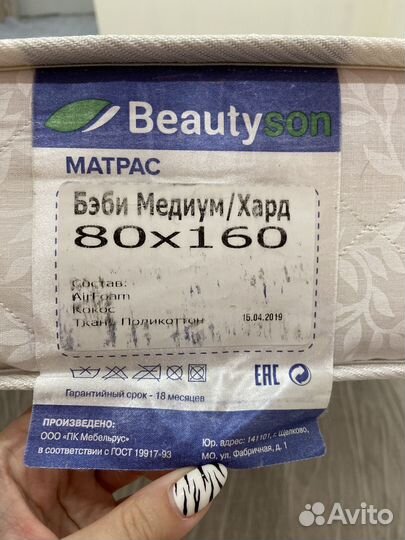 Beautyson
МАТРАС
Бэби Медиум/Хард
80x160
Состав:
AirFoam
Кокос
Ткань Поликоттон
15.04.2019
EAC
Гарантийный срок - 18 месяцев
ПРОИЗВЕДЕНО:
ООО «ПК Мебельрус»
в соответствии с ГОСТ 19917-93
Юр. адрес: 141101, г. Щелково,
МО, ул. Фабричная, д. 1
Avito